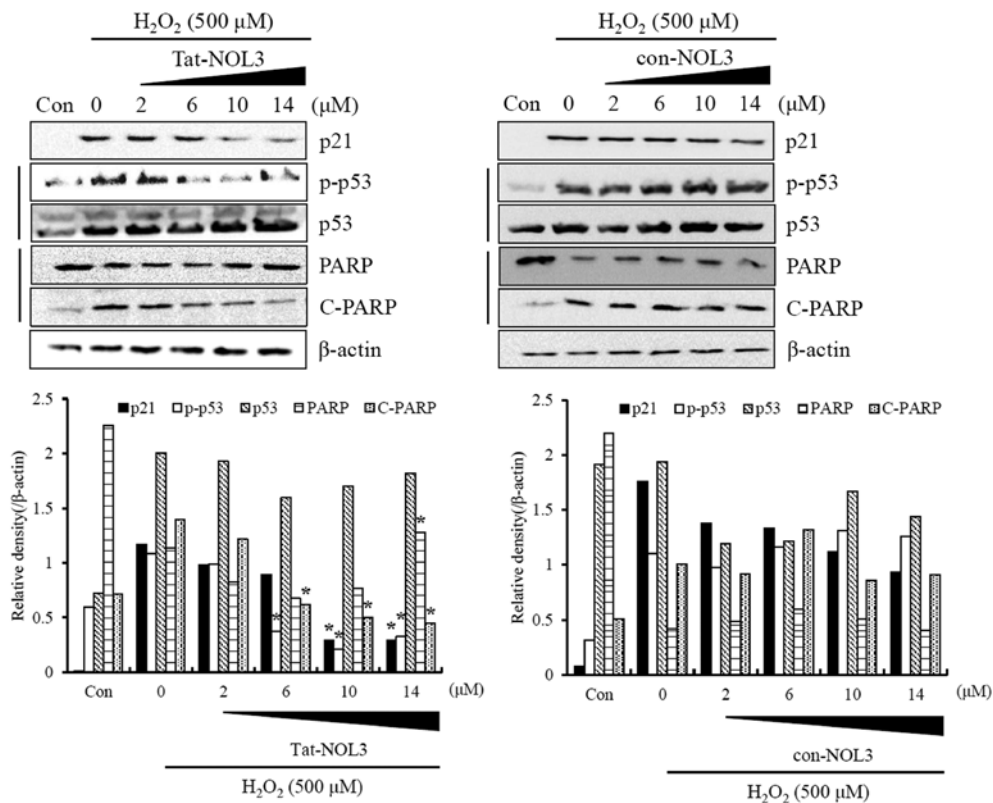 H₂O₂ (500 μM)
Tat-NOL3
Con 0 2 6 10 14 (μM)
p21
p-p53
p53
PARP
C-PARP
β-actin
H₂O₂ (500 μM)
con-NOL3
Con 0 2 6 10 14 (μM)
p21
p-p53
p53
PARP
C-PARP
β-actin
p21 p-p53 p53 PARP C-PARP
Relative density(/β-actin)
2.5
2
1.5
1
0.5
0
* * * * * * * * * *
Con 0 2 6 10 14 (μM)
Tat-NOL3
H₂O₂ (500 μM)
p21 p-p53 p53 PARP C-PARP
Relative density(/β-actin)
2.5
2
1.5
1
0.5
0
Con 0 2 6 10 14 (μM)
con-NOL3
H₂O₂ (500 μM)